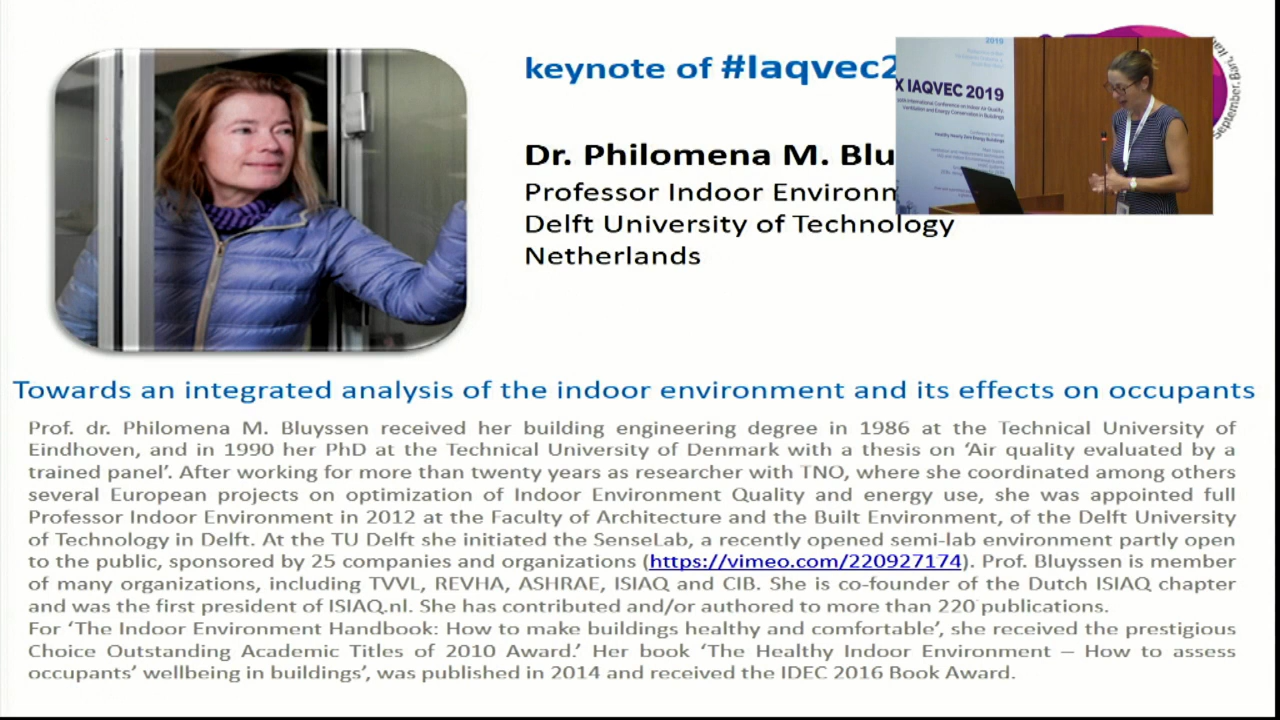 keynote of #Iaqvec2
2019
X IAQVEC 2019
September, Bari,
Dr. Philomena M. Blu
Professor Indoor Environm
Delft University of Technology
Netherlands
Towards an integrated analysis of the indoor environment and its effects on occupants
Prof. dr. Philomena M. Bluyssen received her building engineering degree in 1986 at the Technical University of
Eindhoven, and in 1990 her PhD at the Technical University of Denmark with a thesis on ‘Air quality evaluated by a
trained panel’. After working for more than twenty years as researcher with TNO, where she coordinated among others
several European projects on optimization of Indoor Environment Quality and energy use, she was appointed full
Professor Indoor Environment in 2012 at the Faculty of Architecture and the Built Environment, of the Delft University
of Technology in Delft. At the TU Delft she initiated the SenseLab, a recently opened semi-lab environment partly open
to the public, sponsored by 25 companies and organizations (https://vimeo.com/220927174). Prof. Bluyssen is member
of many organizations, including TVVL, REVHA, ASHRAE, ISIAQ and CIB. She is co-founder of the Dutch ISIAQ chapter
and was the first president of ISIAQ.nl. She has contributed and/or authored to more than 220 publications.
For ‘The Indoor Environment Handbook: How to make buildings healthy and comfortable’, she received the prestigious
Choice Outstanding Academic Titles of 2010 Award.’ Her book ‘The Healthy Indoor Environment – How to assess
occupants’ wellbeing in buildings’, was published in 2014 and received the IDEC 2016 Book Award.